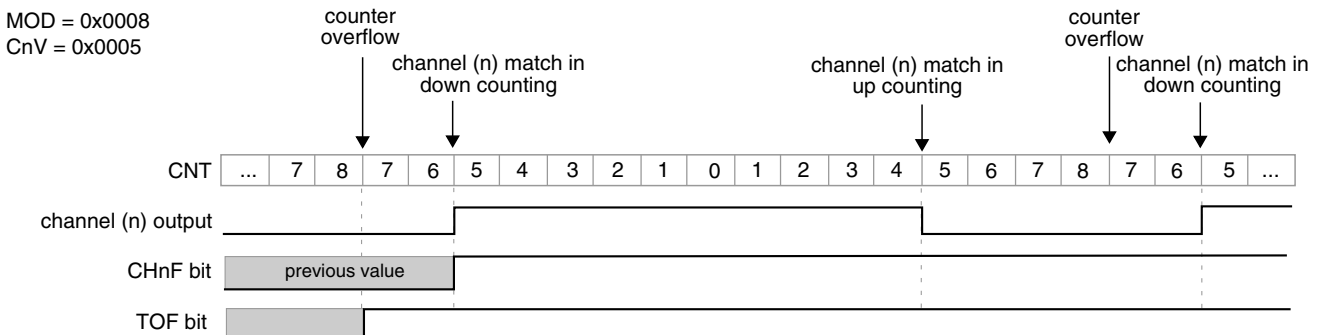 MOD = 0x0008
CnV = 0x0005
counter
overflow
channel (n) match in
down counting
channel (n) match in
up counting
counter
overflow
channel (n) match in
down counting
CNT ... 7 8 7 6 5 4 3 2 1 0 1 2 3 4 5 6 7 8 7 6 5 ...
channel (n) output
CHnF bit previous value
TOF bit